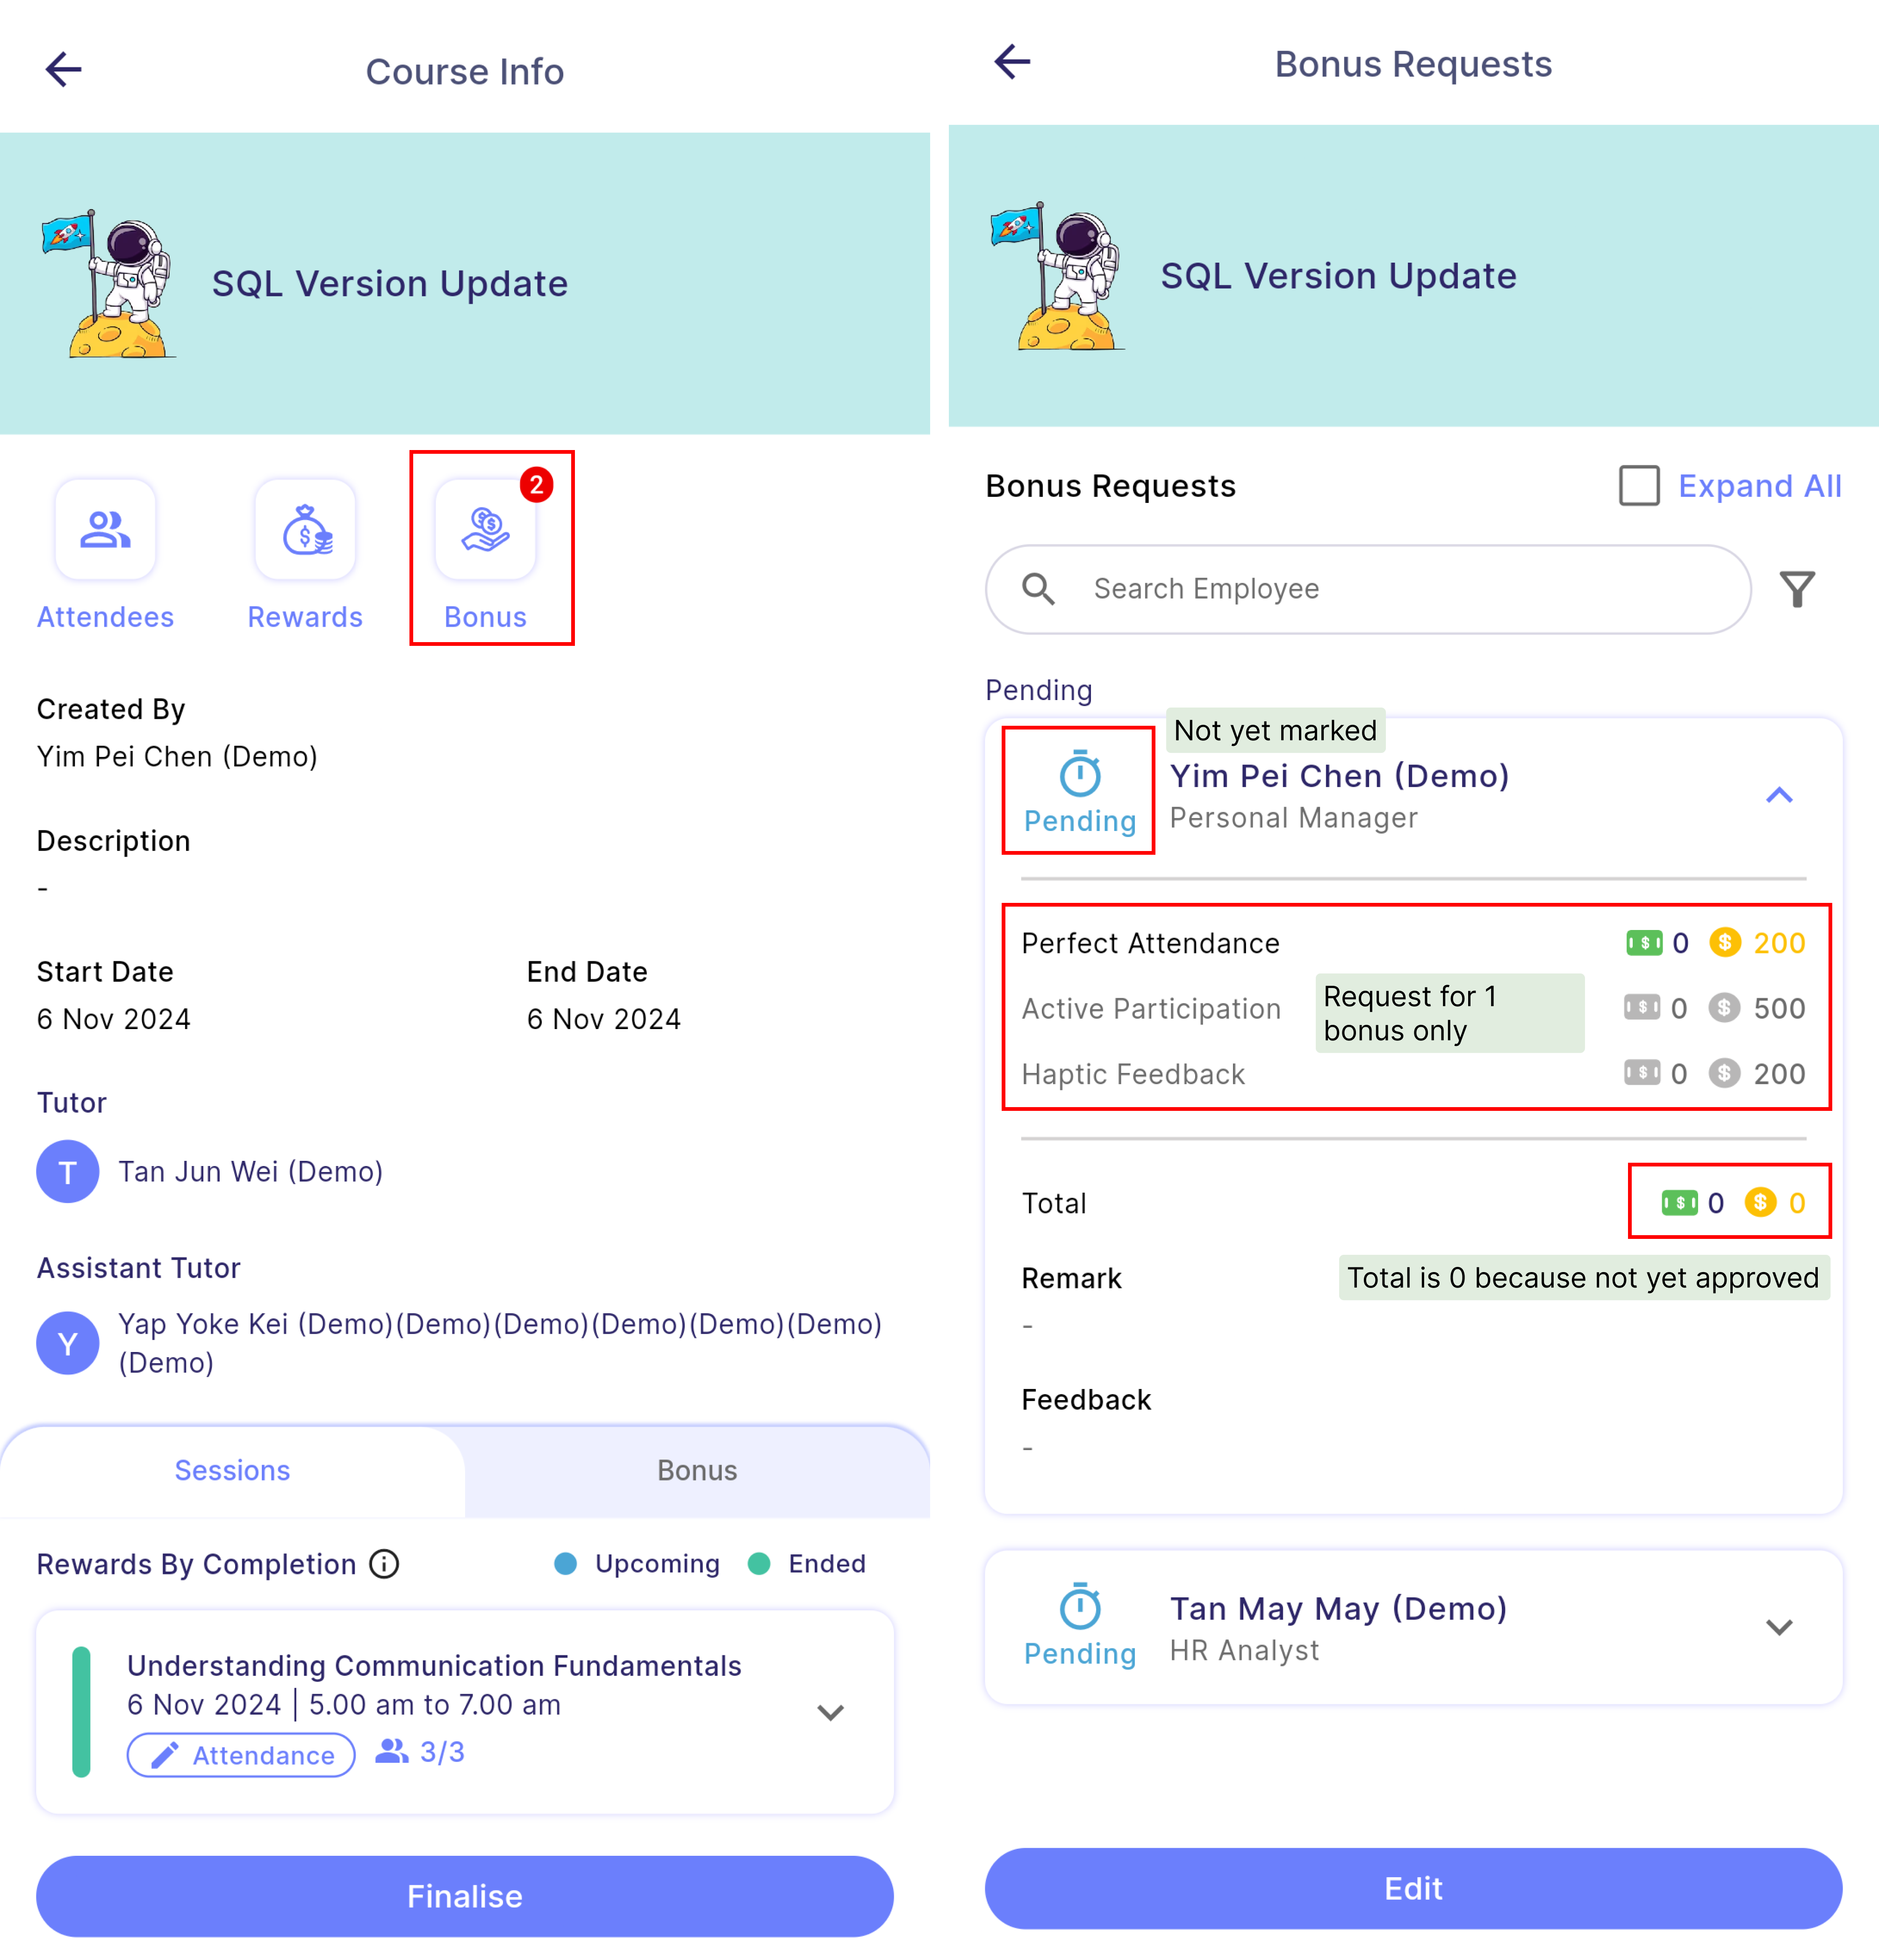 Course Info
SQL Version Update
2
Attendees
Rewards
Bonus
Created By
Yim Pei Chen (Demo)
Description
-
Start Date
End Date
6 Nov 2024
6 Nov 2024
Tutor
T
Tan Jun Wei (Demo)
Assistant Tutor
Y
Yap Yoke Kei (Demo)(Demo)(Demo)(Demo)(Demo)(Demo)
(Demo)
Sessions
Bonus
Rewards By Completion
Upcoming
Ended
Understanding Communication Fundamentals
6 Nov 2024 | 5.00 am to 7.00 am
Attendance
3/3
Finalise
Bonus Requests
SQL Version Update
Bonus Requests
Expand All
Search Employee
Pending
Not yet marked
Pending
Yim Pei Chen (Demo)
Personal Manager
Perfect Attendance
$ 0 $ 200
Active Participation
Request for 1
bonus only
$ 0 $ 500
Haptic Feedback
$ 0 $ 200
Total
$ 0 $ 0
Remark
Total is 0 because not yet approved
-
Feedback
-
Pending
Tan May May (Demo)
HR Analyst
Edit